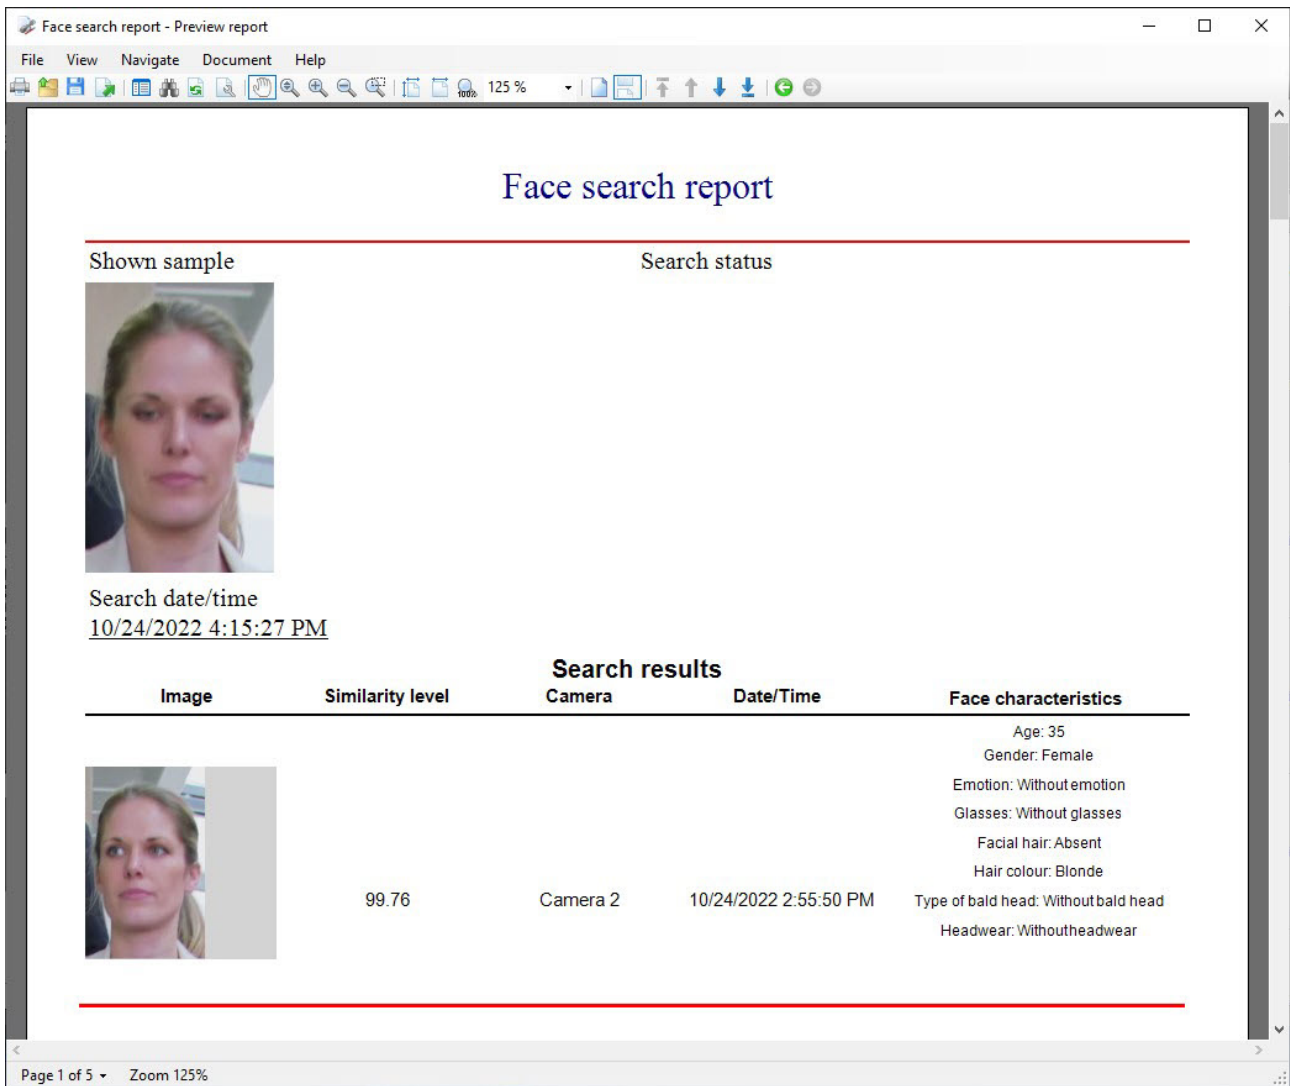 Face search report - Preview report
File View Navigate Document Help
100% 125 %
Face search report
Shown sample Search status
Search date/time
10/24/2022 4:15:27 PM
Search results
Image Similarity level Camera Date/Time Face characteristics
Age: 35
Gender: Female
Emotion: Without emotion
Glasses: Without glasses
Facial hair: Absent
Hair colour: Blonde
99.76 Camera 2 10/24/2022 2:55:50 PM Type of bald head: Without bald head
Headwear: Withoutheadwear
Page 1 of 5 Zoom 125%